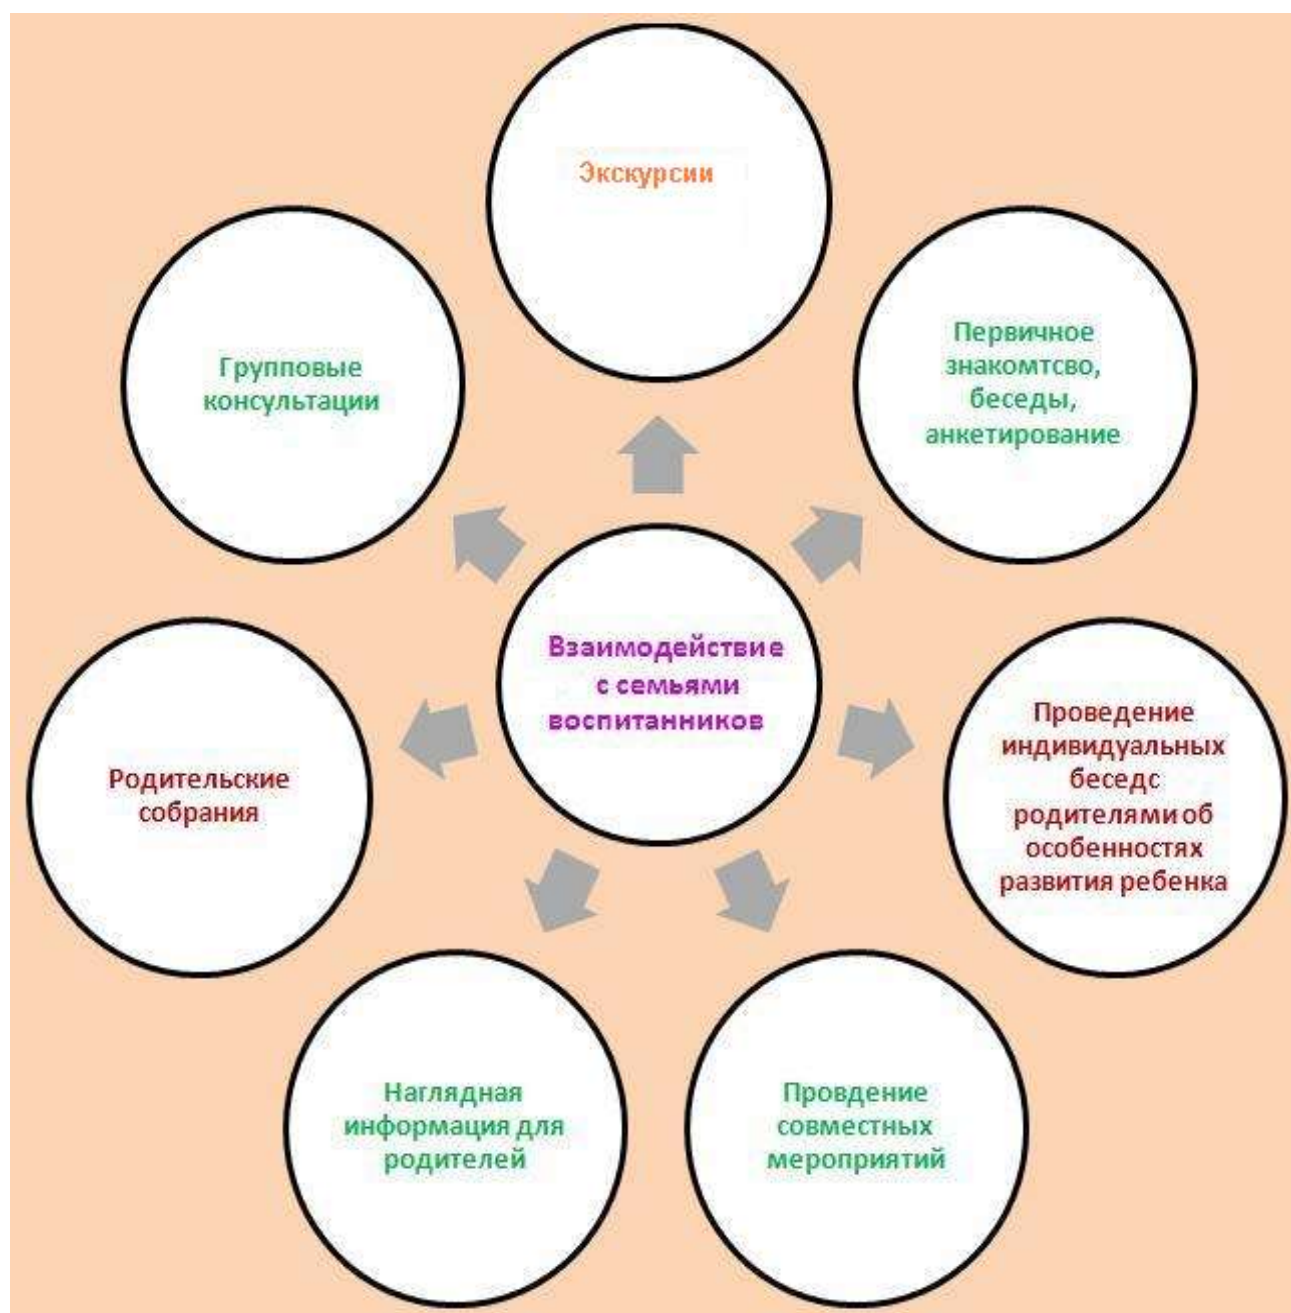 Экскурсии
Первичное
знакомтсво,
беседы,
анкетирование
Групповые
консультации
Взаимодействие
с семьями
воспитанников
Проведение
индивидуальных
беседс
родителями об
особенностях
развития ребенка
Родительские
собрания
Наглядная
информация для
родителей
Провдение
совместных
мероприятий